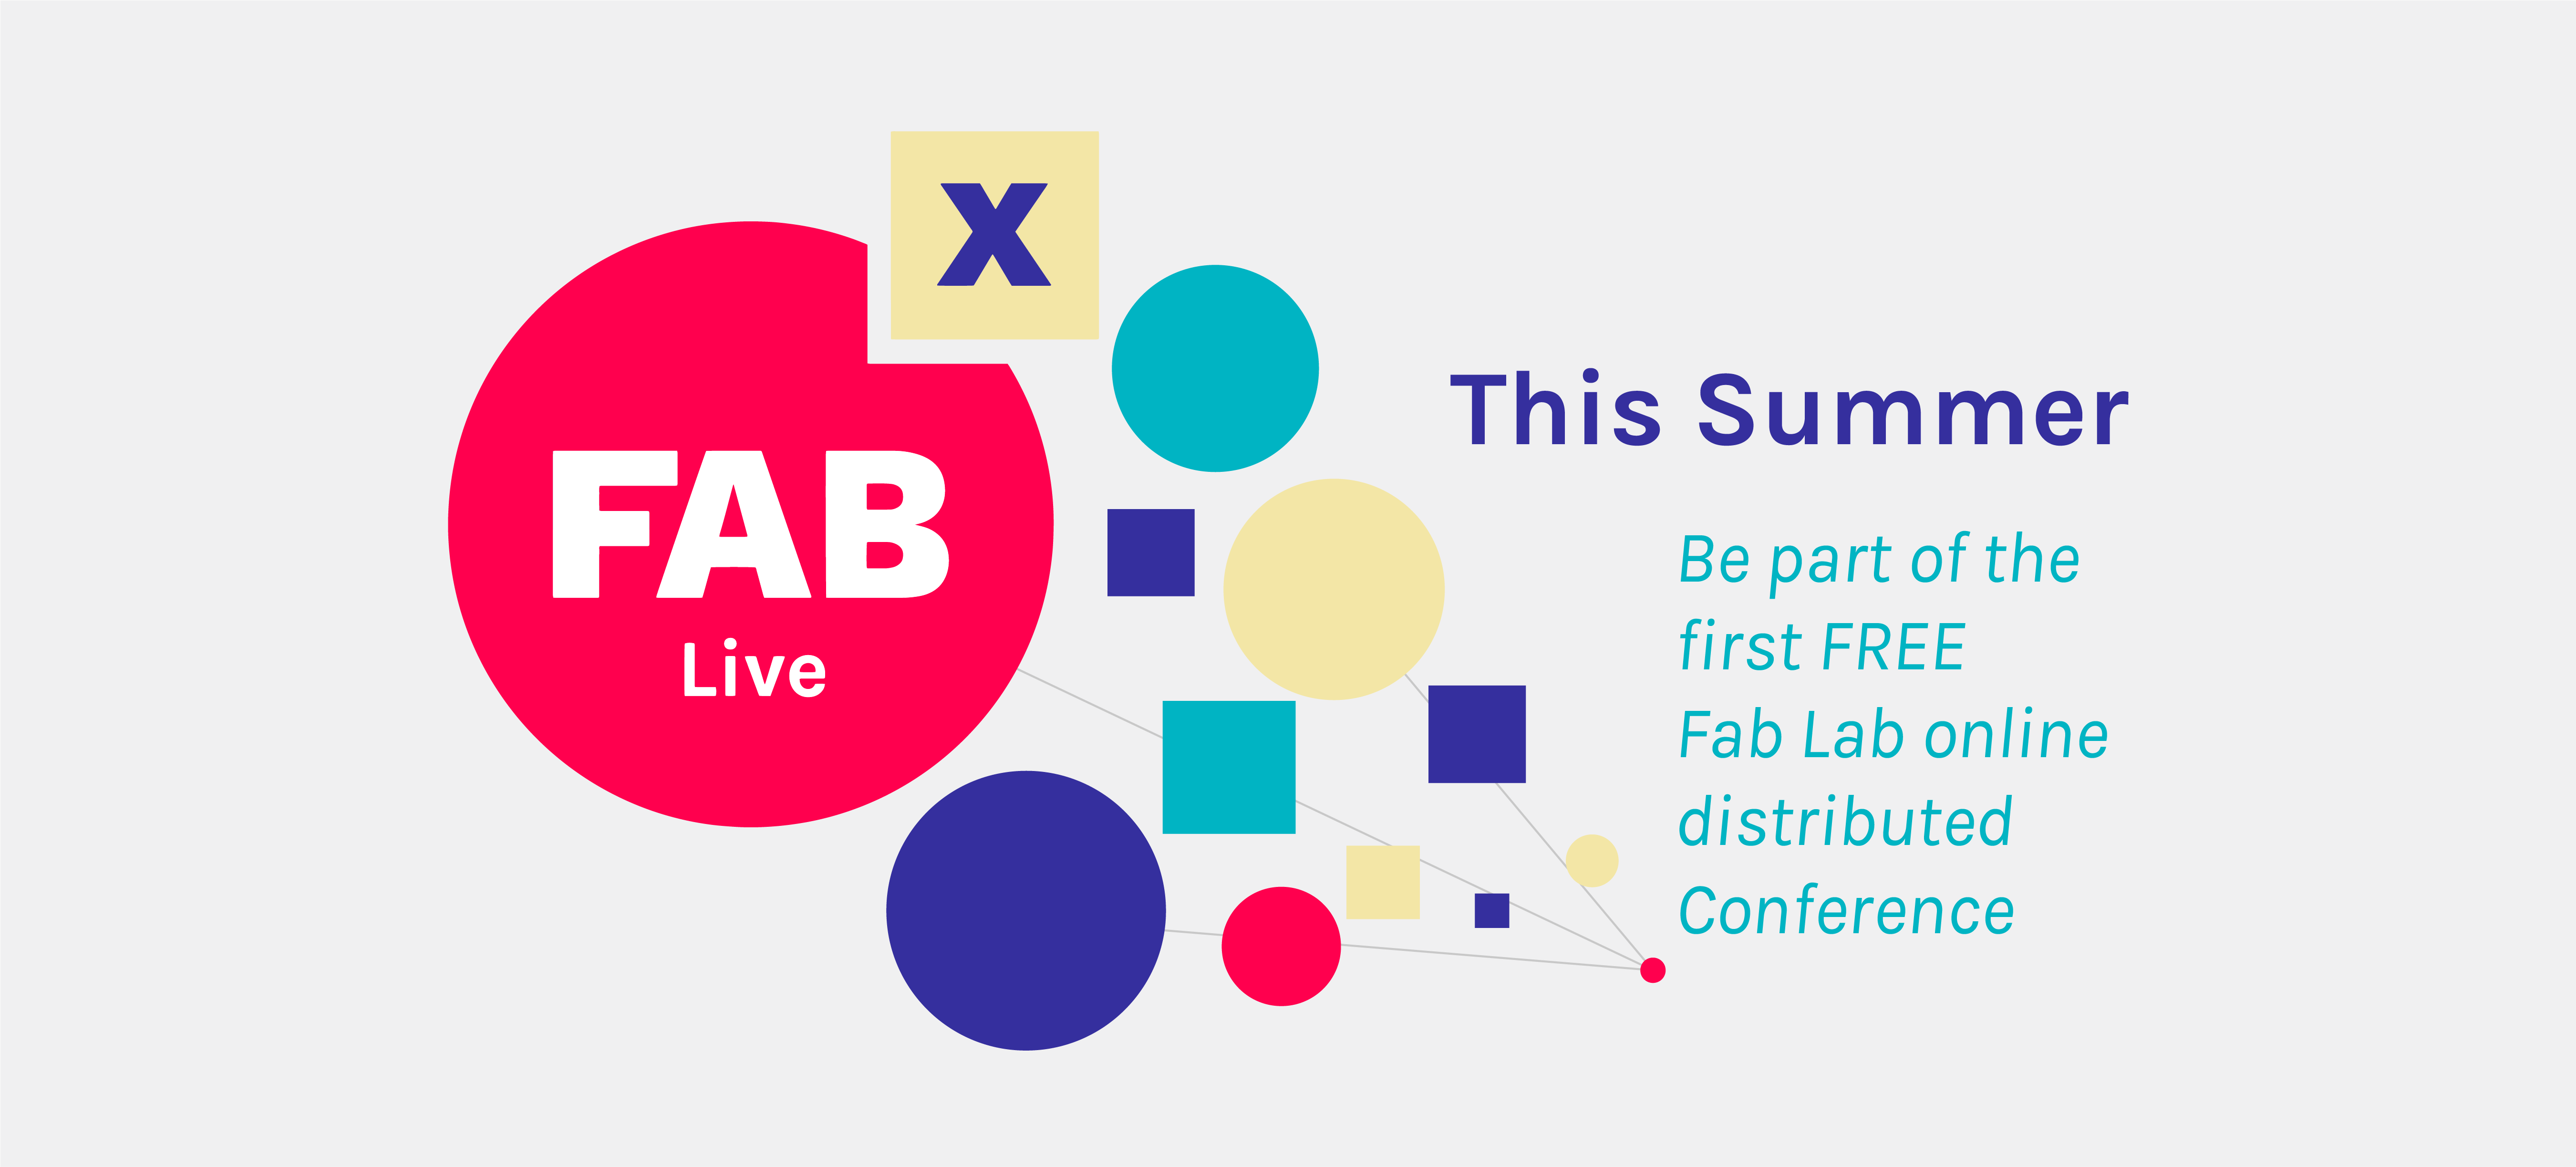 X
FAB
Live
This Summer
Be part of the
first FREE
Fab Lab online
distributed
Conference